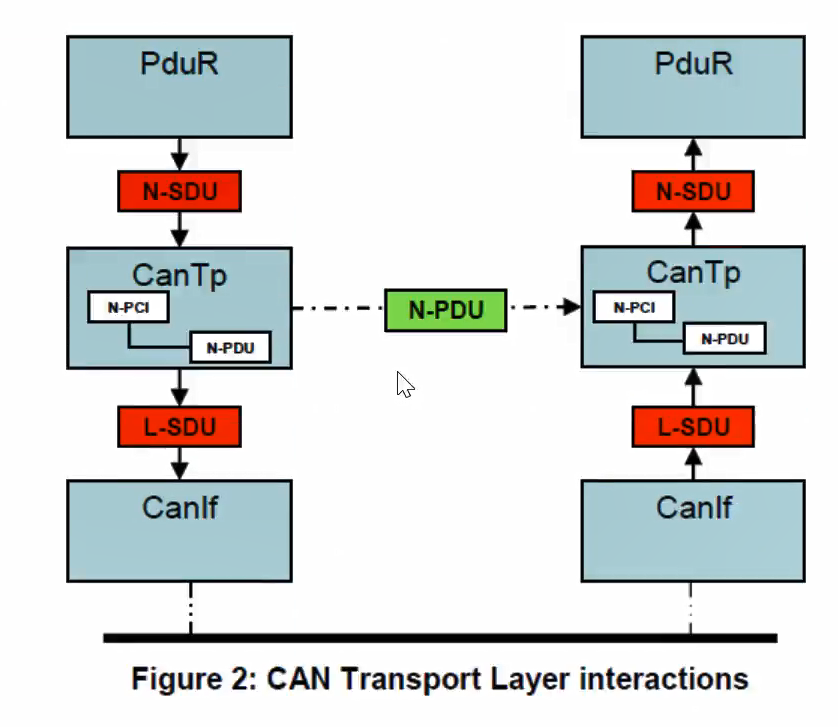 PduR
PduR
N-SDU
N-SDU
CanTp
CanTp
N-PCI
N-PDU
N-PDU
N-PCI
N-PDU
L-SDU
L-SDU
CanIf
CanIf
Figure 2: CAN Transport Layer interactions